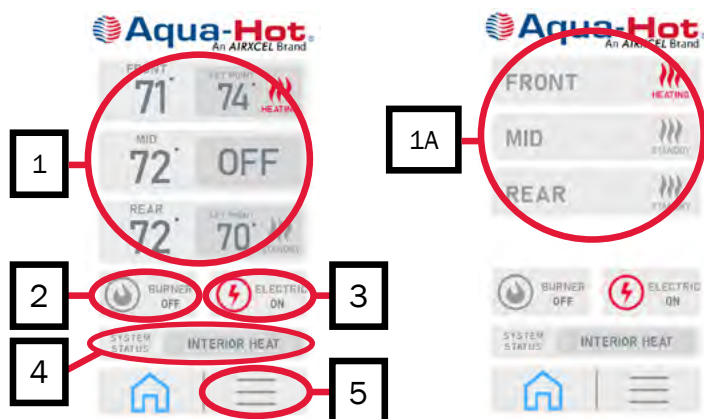 Aqua-Hot
An AIRXCEL Brand
FRONT
71°
SET POINT
74°
HEATING
MID
72°
OFF
REAR
72°
SET POINT
70°
STANDBY
BURNER
OFF
ELECTRIC
ON
SYSTEM
STATUS
INTERIOR HEAT
1
2
3
4
5
Aqua-Hot
An AIRXCEL Brand
FRONT
HEATING
MID
STANDBY
REAR
STANDBY
BURNER
OFF
ELECTRIC
ON
SYSTEM
STATUS
INTERIOR HEAT
1A